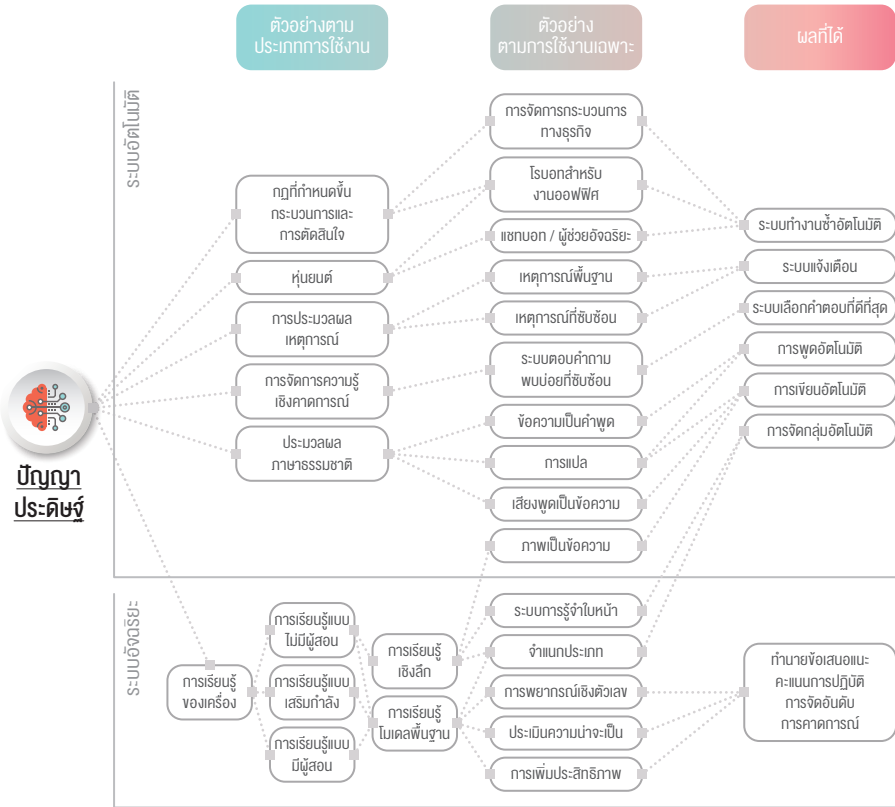 ตัวอย่างตาม
ประเภทการใช้งาน
ตัวอย่าง
ตามการใช้งานเฉพาะ
ผลที่ได้
ระบบอัตโนมัติ
กฎที่กำหนดขึ้น
กระบวนการและ
การตัดสินใจ
หุ่นยนต์
การประมวลผล
เหตุการณ์
การจัดการความรู้
เชิงคาดการณ์
ประมวลผล
ภาษาธรรมชาติ
การจัดการกระบวนการ
ทางธุรกิจ
โรบอทสำหรับ
งานออฟฟิศ
แชทบอท / ผู้ช่วยอัจฉริยะ
เหตุการณ์พื้นฐาน
เหตุการณ์ที่ซับซ้อน
ระบบตอบคำถาม
พบบ่อยที่ซับซ้อน
ข้อความเป็นคำพูด
การแปล
เสียงพูดเป็นข้อความ
ภาพเป็นข้อความ
ระบบทำงานซ้ำอัตโนมัติ
ระบบแจ้งเตือน
ระบบเลือกคำตอบที่ดีที่สุด
การพูดอัตโนมัติ
การเขียนอัตโนมัติ
การจัดกลุ่มอัตโนมัติ
ปัญญา
ประดิษฐ์
ระบบอัจฉริยะ
การเรียนรู้
ของเครื่อง
การเรียนรู้แบบ
ไม่มีผู้สอน
การเรียนรู้แบบ
เสริมกำลัง
การเรียนรู้แบบ
มีผู้สอน
การเรียนรู้
เชิงลึก
การเรียนรู้
โมเดลพื้นฐาน
ระบบการรู้จำใบหน้า
จำแนกประเภท
การพยากรณ์เชิงตัวเลข
ประเมินความน่าจะเป็น
การเพิ่มประสิทธิภาพ
ทำนายข้อเสนอแนะ
คะแนนการปฏิบัติ
การจัดอันดับ
การคาดการณ์